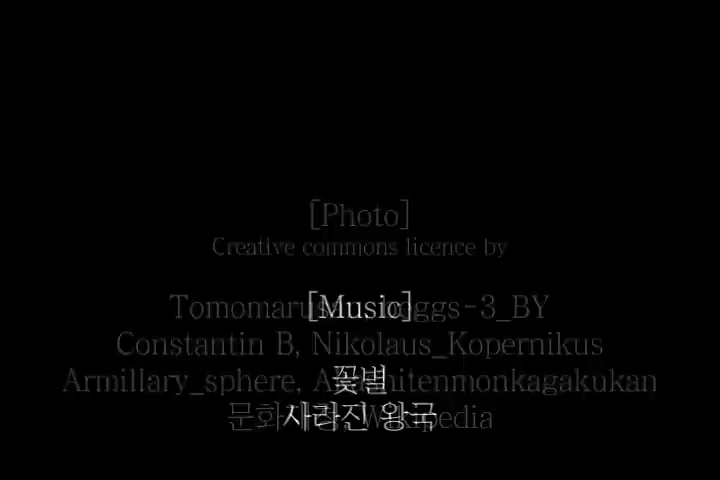 [Photo]
Creative commons licence by
[Music]
Constantin B, Nikolaus_Kopernikus
꽃별
Armillary_sphere,
사라진 왕국